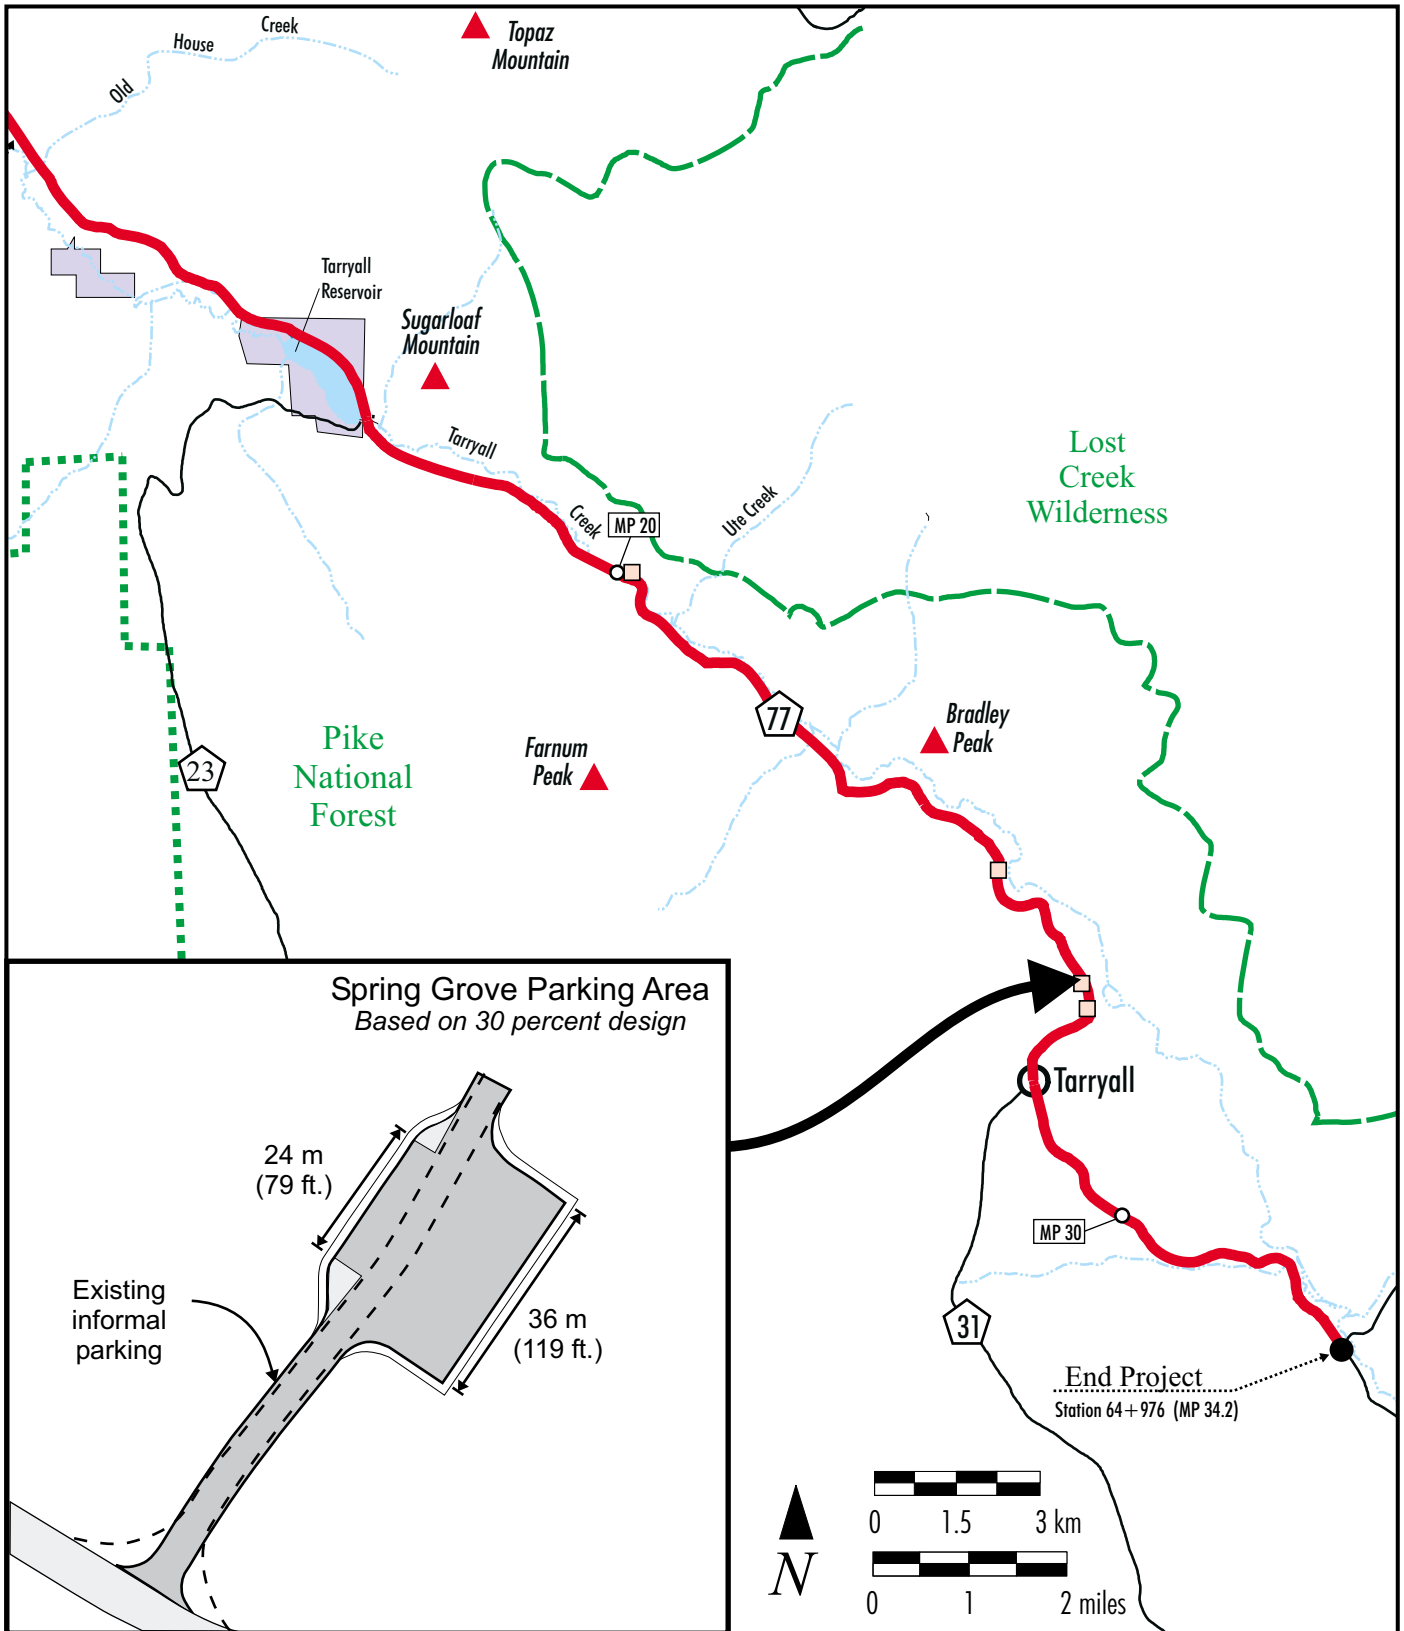 Topaz
Mountain
Old
House
Creek
Tarryall
Reservoir
Sugarloaf
Mountain
Tarryall
Creek
MP 20
Ute Creek
Lost
Creek
Wilderness
77
Bradley
Peak
Farnum
Peak
Pike
National
Forest
23
Tarryall
MP 30
31
End Project
Station 64+976 (MP 34.2)
Spring Grove Parking Area
Based on 30 percent design
24 m
(79 ft.)
36 m
(119 ft.)
Existing
informal
parking
N
0 1.5 3 km
0 1 2 miles